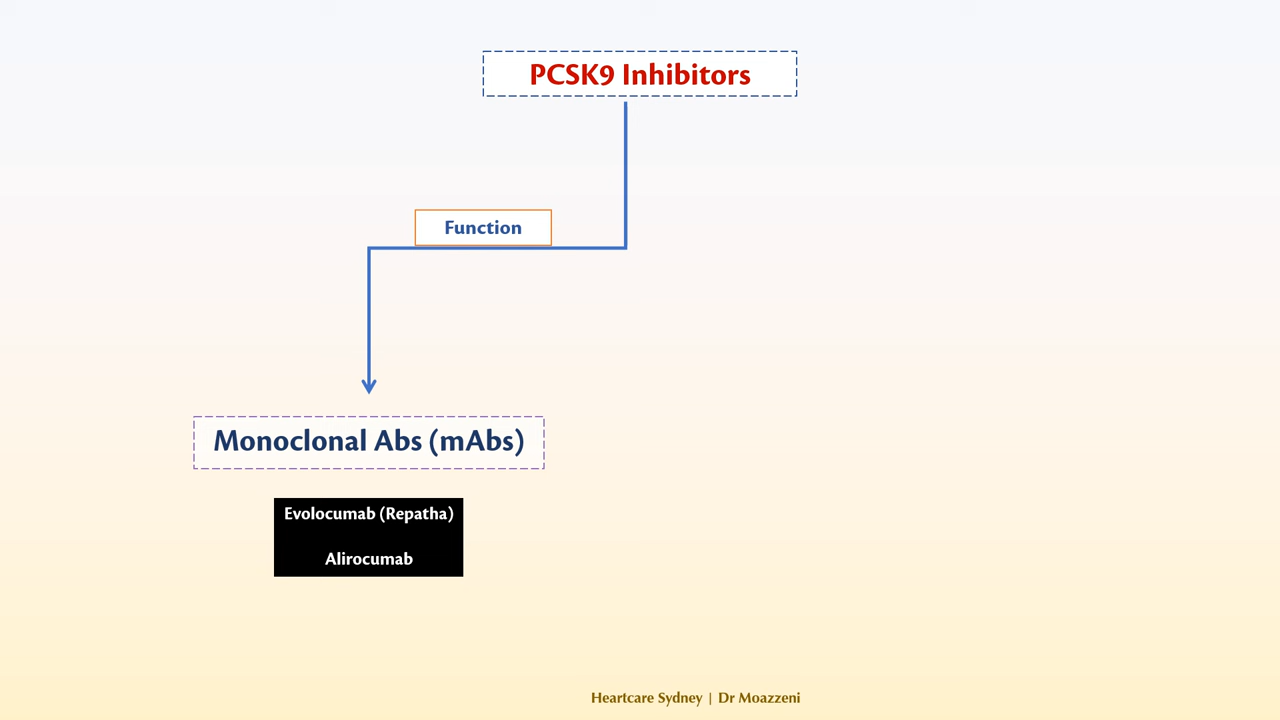 PCSK9 Inhibitors
Function
Monoclonal Abs (mAbs)
Evolocumab (Repatha)
Alirocumab
Heartcare Sydney | Dr Moazzeni